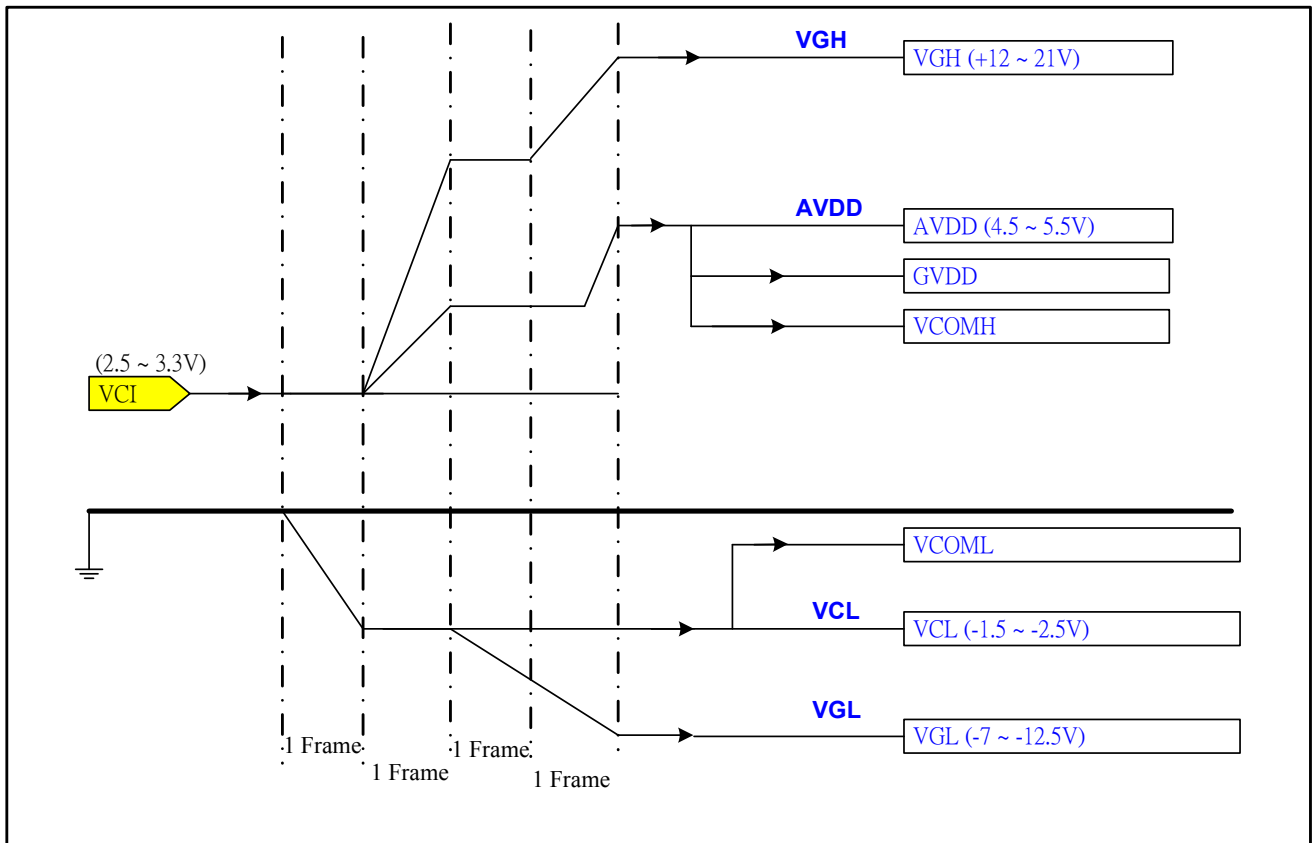 VGH
VGH (+12 ~ 21V)
AVDD
AVDD (4.5 ~ 5.5V)
GVDD
VCOMH
(2.5 ~ 3.3V)
VCI
VCOML
VCL
VCL (-1.5 ~ -2.5V)
VGL
VGL (-7 ~ -12.5V)
1 Frame
1 Frame
1 Frame
1 Frame